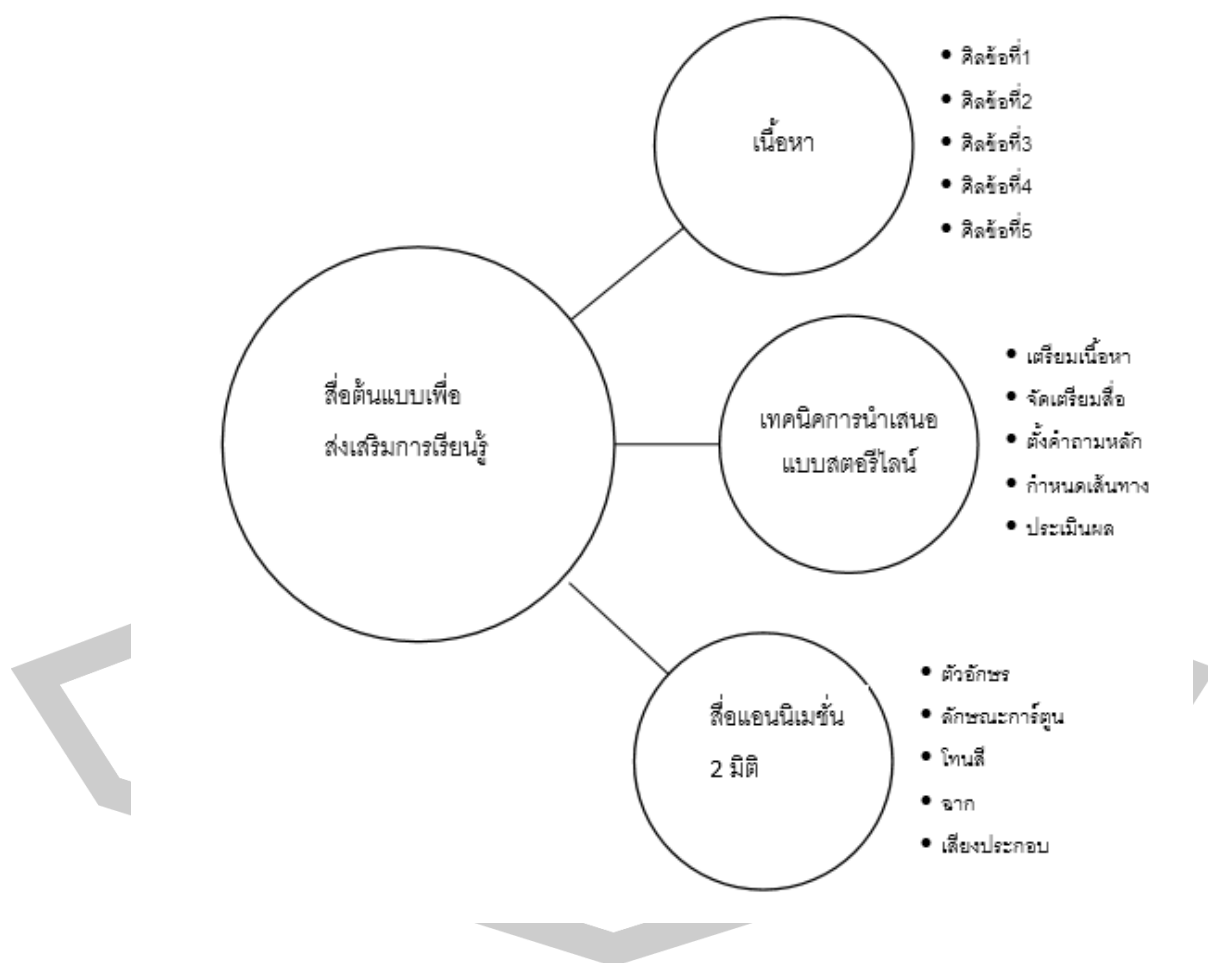 เนื้อหา
• ศีลข้อที่1
• ศีลข้อที่2
• ศีลข้อที่3
• ศีลข้อที่4
• ศีลข้อที่5
สื่อต้นแบบเพื่อ
ส่งเสริมการเรียนรู้
เทคนิคการนำเสนอ
แบบสตอรีไลน์
• เตรียมเนื้อหา
• จัดเตรียมสื่อ
• ตั้งคำถามหลัก
• กำหนดเส้นทาง
• ประเมินผล
สื่อแอนนิเมชั่น
2 มิติ
• ตัวอักษร
• ลักษณะการ์ตูน
• โทนสี
• ฉาก
• เสียงประกอบ